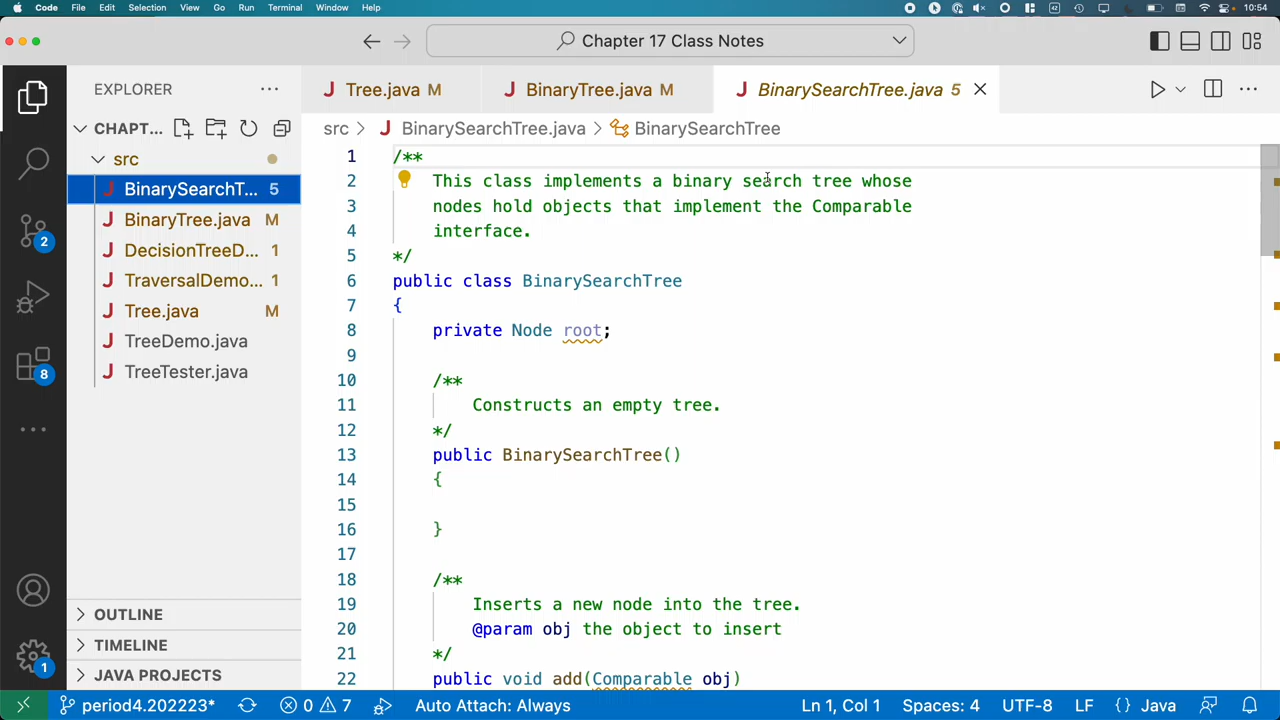 Code File Edit Selection View Go Run Terminal Window Help 42 10:54
Chapter 17 Class Notes
EXPLORER
Tree.java M
BinaryTree.java M
BinarySearchTree.java 5
CHAPT...
src > BinarySearchTree.java > BinarySearchTree
src
BinarySearchT... 5
BinaryTree.java M
DecisionTreeD... 1
TraversalDemo... 1
Tree.java M
TreeDemo.java
TreeTester.java
2
8
OUTLINE
TIMELINE
JAVA PROJECTS
1
1 /**
2 This class implements a binary search tree whose
3 nodes hold objects that implement the Comparable
4 interface.
5 */
6 public class BinarySearchTree
7 {
8 private Node root;
9
10 /**
11 Constructs an empty tree.
12 */
13 public BinarySearchTree()
14 {
15
16 }
17
18 /**
19 Inserts a new node into the tree.
20 @param obj the object to insert
21 */
22 public void add(Comparable obj)
period4.202223* 0 7 Auto Attach: Always Ln 1, Col 1 Spaces: 4 UTF-8 LF {} Java